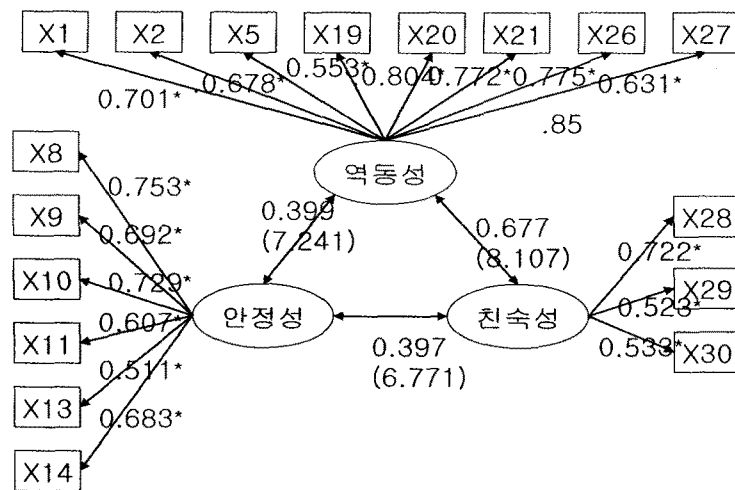 X1 X2 X5 X19 X20 X21 X26 X27
0.701* 0.678* 0.553* 0.804* 0.772* 0.775* 0.631*
.85
역동성
X8
X9
X10
X11
X13
X14
0.753*
0.692*
0.729*
0.607*
0.511*
0.683*
안정성
0.399
(7.241)
0.677
(8.107)
0.397
(6.771)
친숙성
0.722*
0.523*
0.533*
X28
X29
X30